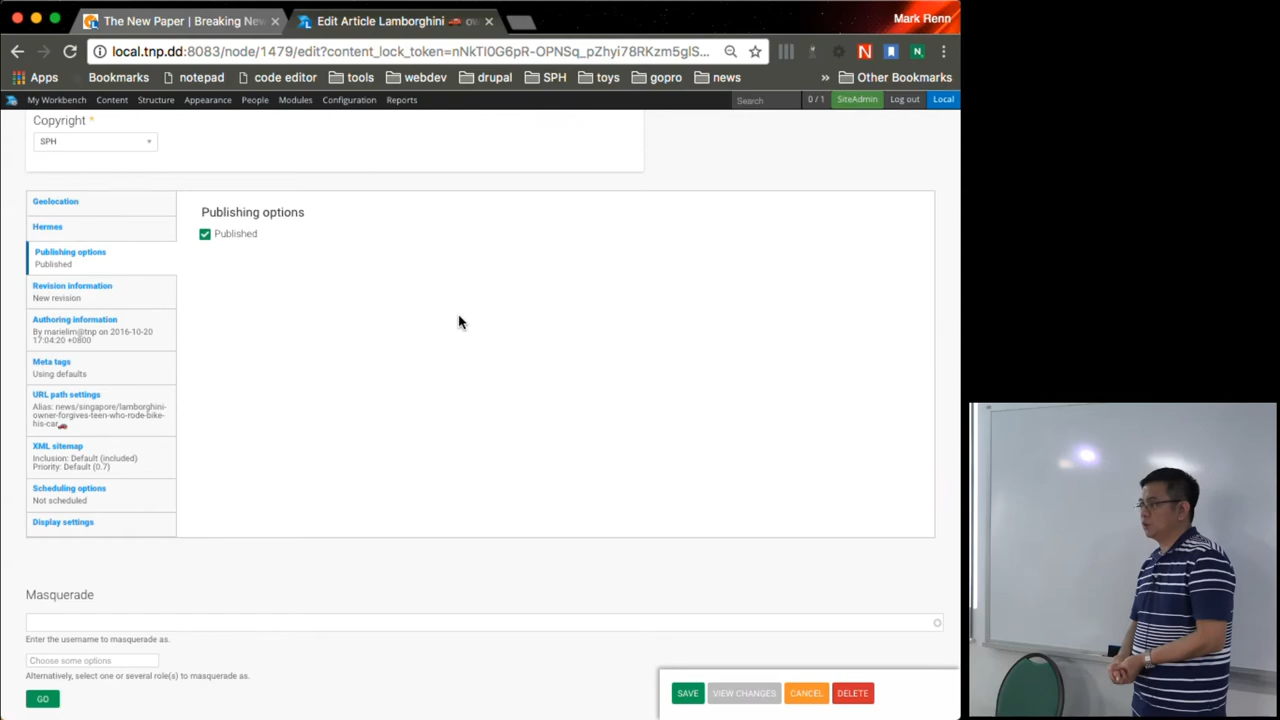 The New Paper | Breaking New
Edit Article Lamborghini 🚗 ow
Mark Renn
local.tnp.dd:8083/node/1479/edit?content_lock_token=nNkTl0G6pR-OPNSq_pZhyi78RKzm5glS...
N
N
Apps
Bookmarks
notepad
code editor
tools
webdev
drupal
SPH
toys
gopro
news
»
Other Bookmarks
My Workbench
Content
Structure
Appearance
People
Modules
Configuration
Reports
Search
0 / 1
SiteAdmin
Log out
Local
Copyright *
SPH
Geolocation
Hermes
Publishing options
Published
Revision information
New revision
Authoring information
By marielim@tnp on 2016-10-20
17:04:20 +0800
Meta tags
Using defaults
URL path settings
Alias: news/singapore/lamborghini-
owner-forgives-teen-who-rode-bike-
his-car🚗
XML sitemap
Inclusion: Default (included)
Priority: Default (0.7)
Scheduling options
Not scheduled
Display settings
Publishing options
Published
Masquerade
Enter the username to masquerade as.
Choose some options
Alternatively, select one or several role(s) to masquerade as.
GO
SAVE
VIEW CHANGES
CANCEL
DELETE